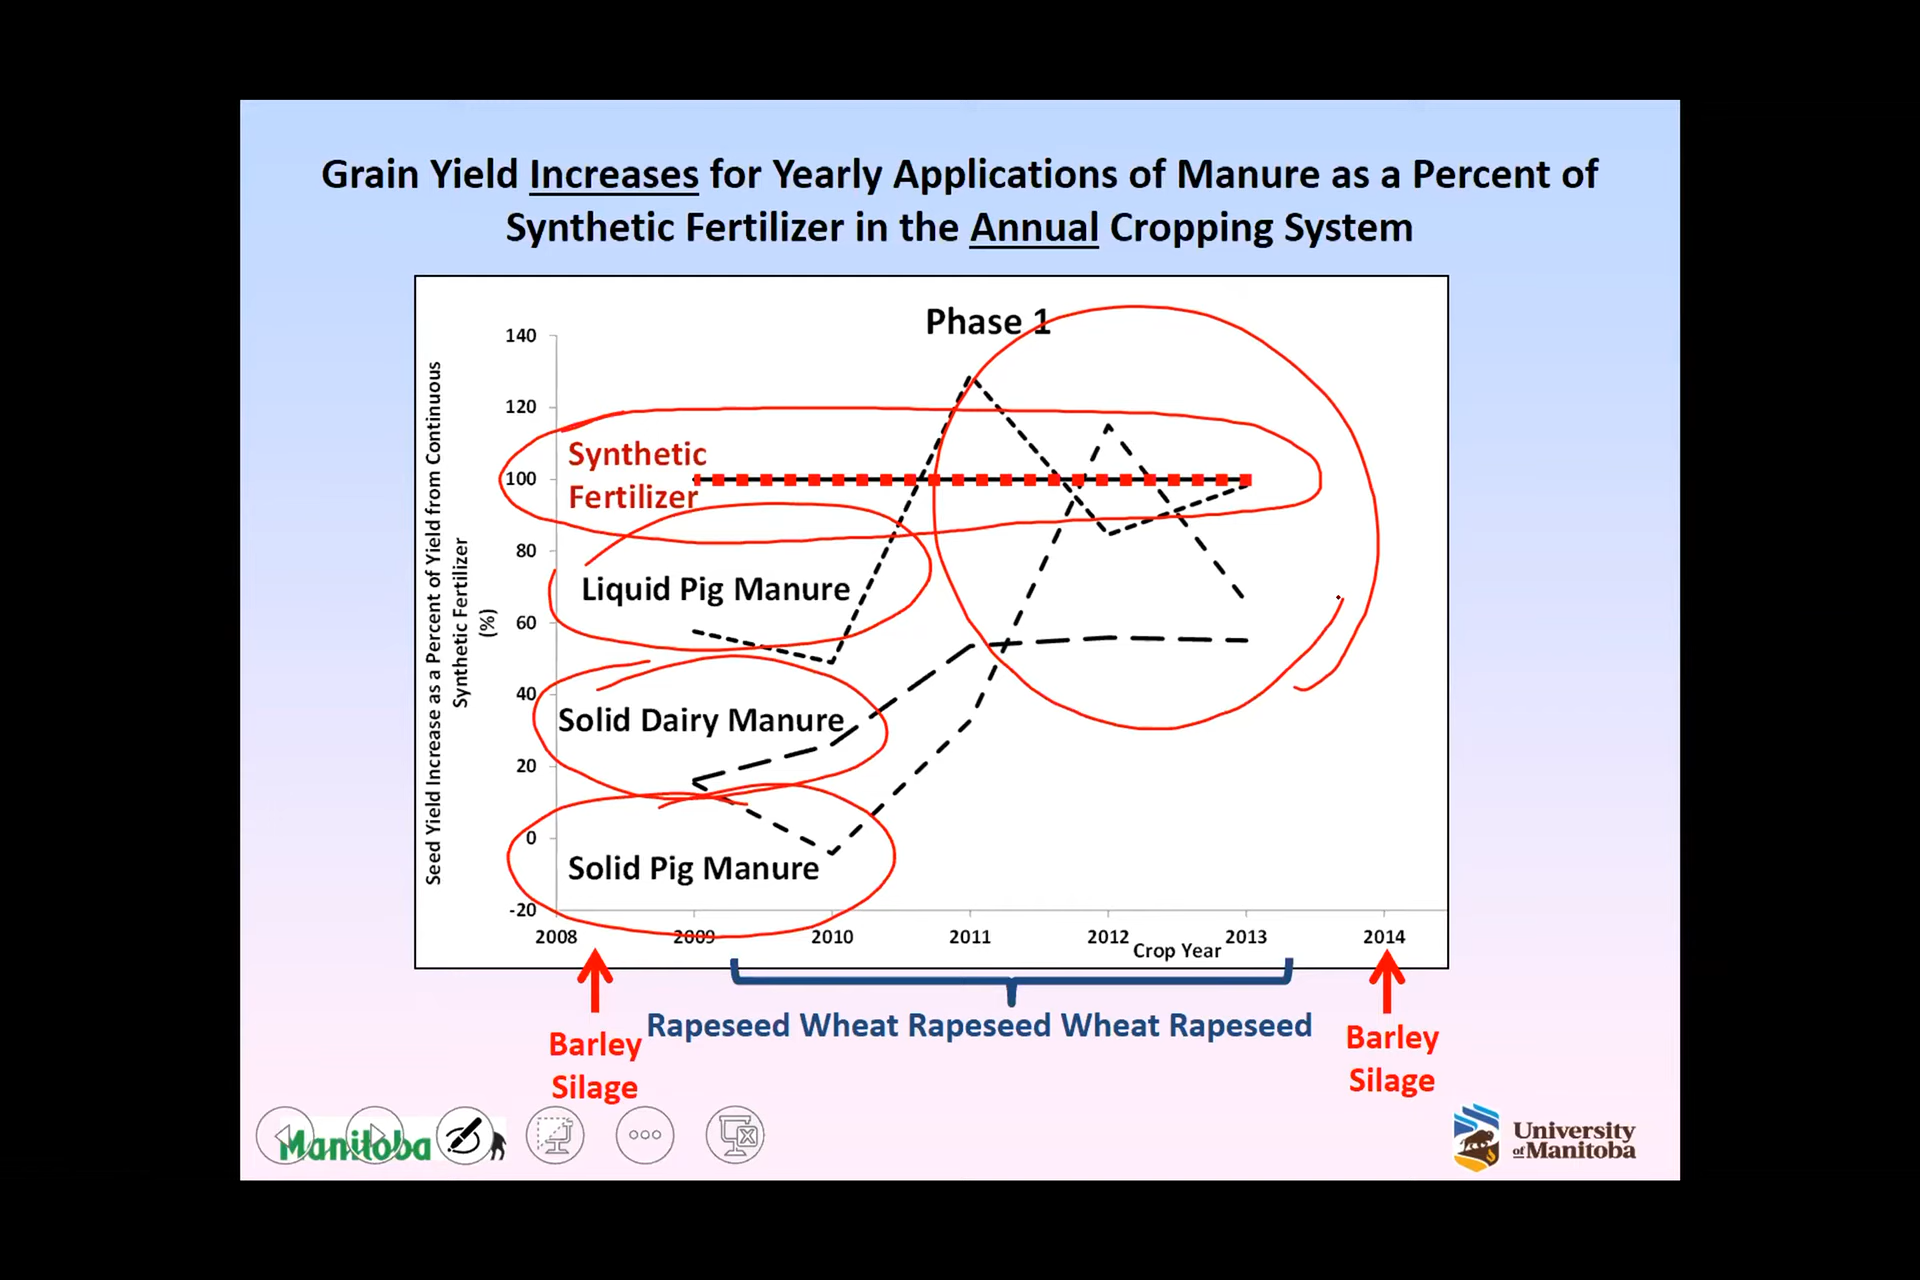 Grain Yield Increases for Yearly Applications of Manure as a Percent of
Synthetic Fertilizer in the Annual Cropping System
Phase 1
Seed Yield Increase as a Percent of Yield from Continuous
Synthetic Fertilizer
(%)
140
120
100
80
60
40
20
0
-20
Synthetic
Fertilizer
Liquid Pig Manure
Solid Dairy Manure
Solid Pig Manure
2008 2009 2010 2011 2012 2013 2014
Crop Year
Rapeseed Wheat Rapeseed Wheat Rapeseed
Barley
Silage
Barley
Silage
Manitoba
University
of Manitoba